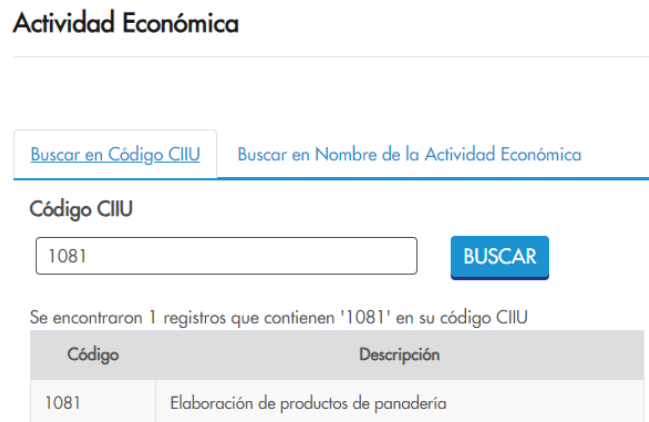 Actividad Económica
Buscar en Código CIIU Buscar en Nombre de la Actividad Económica
Código CIIU
1081 BUSCAR
Se encontraron 1 registros que contienen '1081' en su código CIIU
Código Descripción
1081 Elaboración de productos de panadería